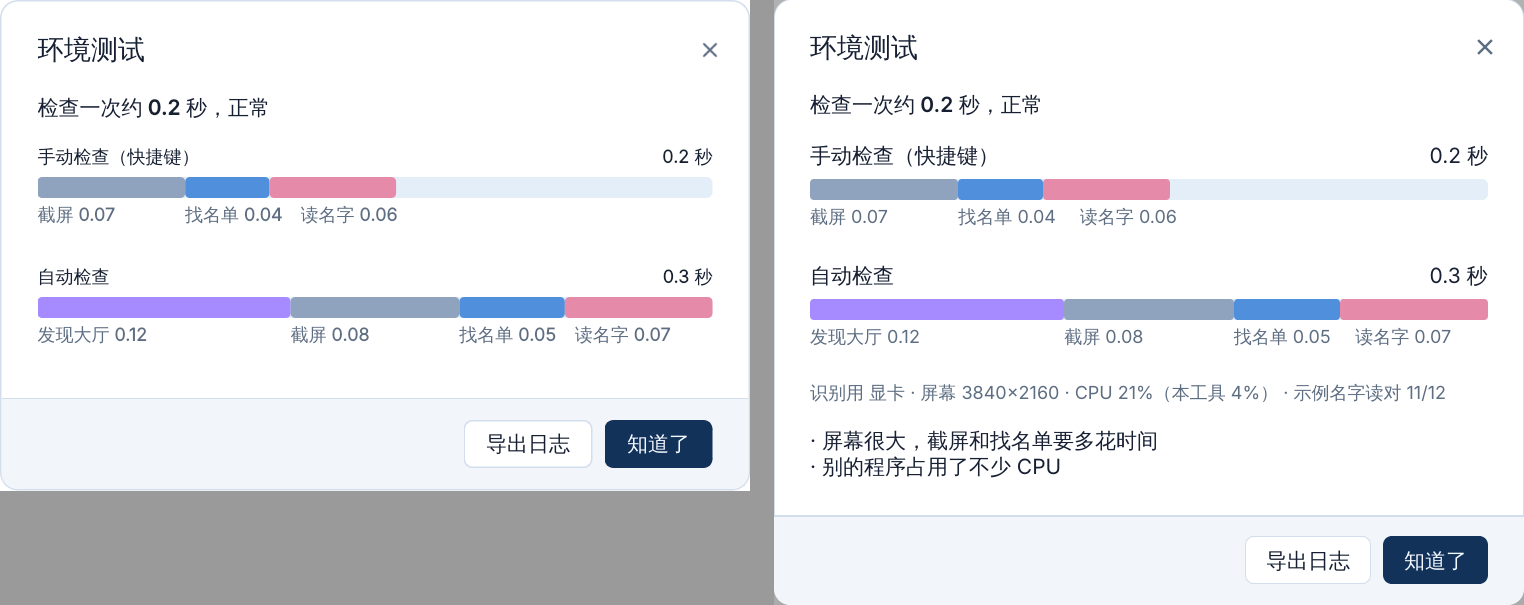 环境测试
检查一次约 0.2 秒，正常
手动检查（快捷键） 0.2 秒
截屏 0.07 找名单 0.04 读名字 0.06
自动检查 0.3 秒
发现大厅 0.12 截屏 0.08 找名单 0.05 读名字 0.07
导出日志 知道了
环境测试
检查一次约 0.2 秒，正常
手动检查（快捷键） 0.2 秒
截屏 0.07 找名单 0.04 读名字 0.06
自动检查 0.3 秒
发现大厅 0.12 截屏 0.08 找名单 0.05 读名字 0.07
识别用 显卡 · 屏幕 3840×2160 · CPU 21%（本工具 4%） · 示例名字读对 11/12
· 屏幕很大，截屏和找名单要多花时间
· 别的程序占用了不少 CPU
导出日志 知道了